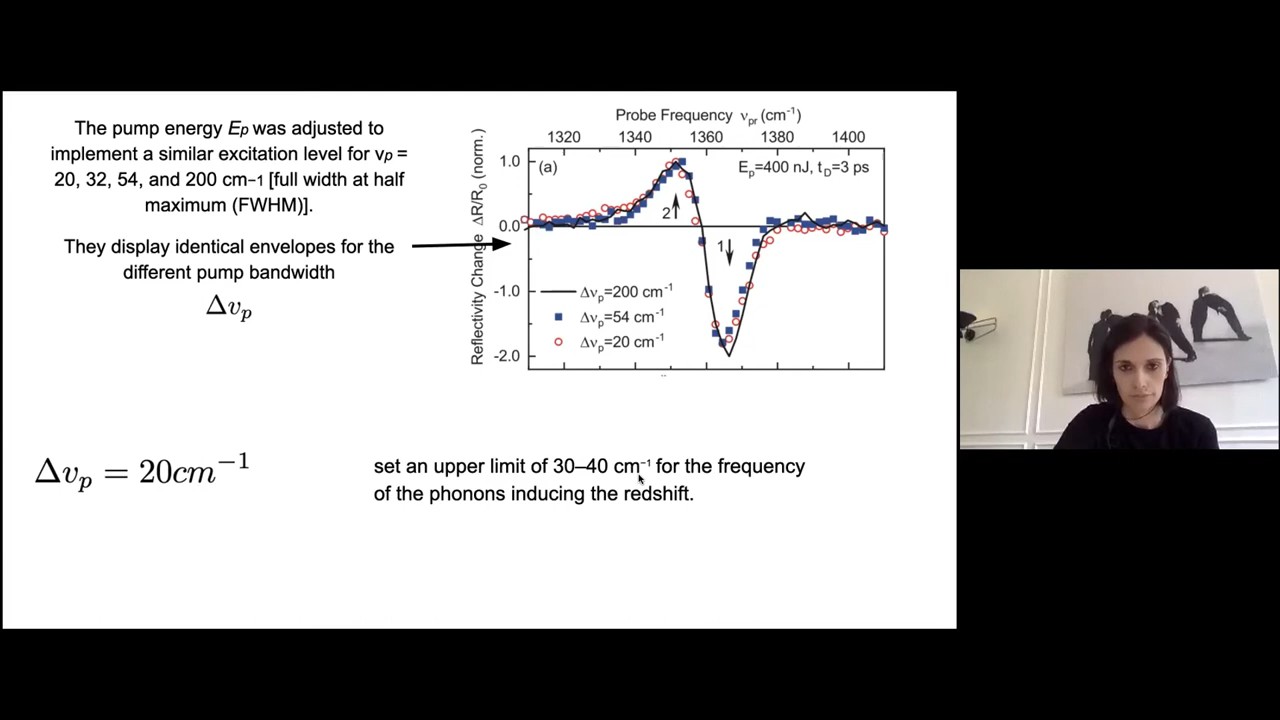 The pump energy Ep was adjusted to
implement a similar excitation level for vp =
20, 32, 54, and 200 cm−1 [full width at half
maximum (FWHM)].
They display identical envelopes for the
different pump bandwidth
Δvp
Probe Frequency νpr (cm-1)
1320 1340 1360 1380 1400
Reflectivity Change ΔR/R0 (norm.)
1.0
0.0
-1.0
-2.0
(a)
Ep=400 nJ, tD=3 ps
2
1
Δνp=200 cm-1
Δνp=54 cm-1
Δνp=20 cm-1
Δvp = 20cm−1
set an upper limit of 30–40 cm−1 for the frequency
of the phonons inducing the redshift.